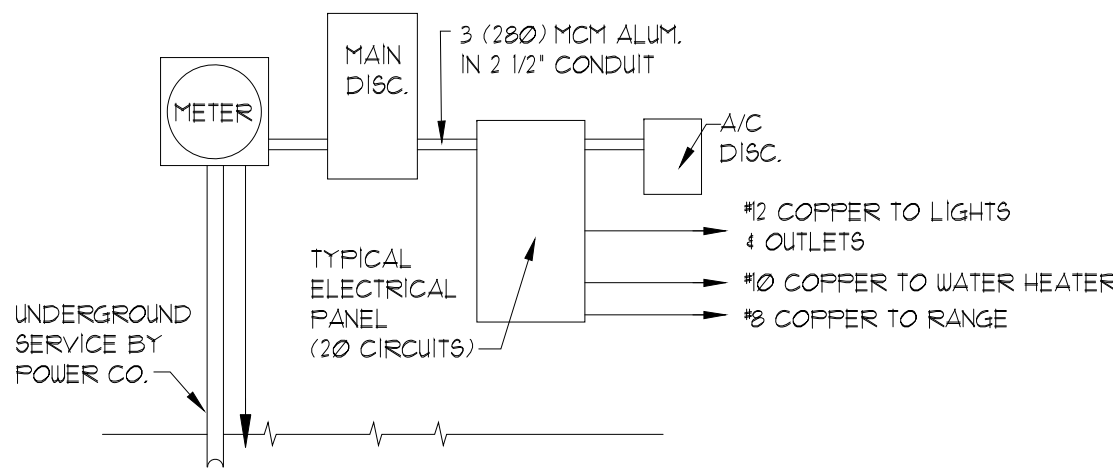 3 (280) MCM ALUM.
IN 2 1/2" CONDUIT
MAIN
DISC.
METER
A/C
DISC.
#12 COPPER TO LIGHTS
& OUTLETS
TYPICAL
ELECTRICAL
PANEL
(20 CIRCUITS)
#10 COPPER TO WATER HEATER
#8 COPPER TO RANGE
UNDERGROUND
SERVICE BY
POWER CO.